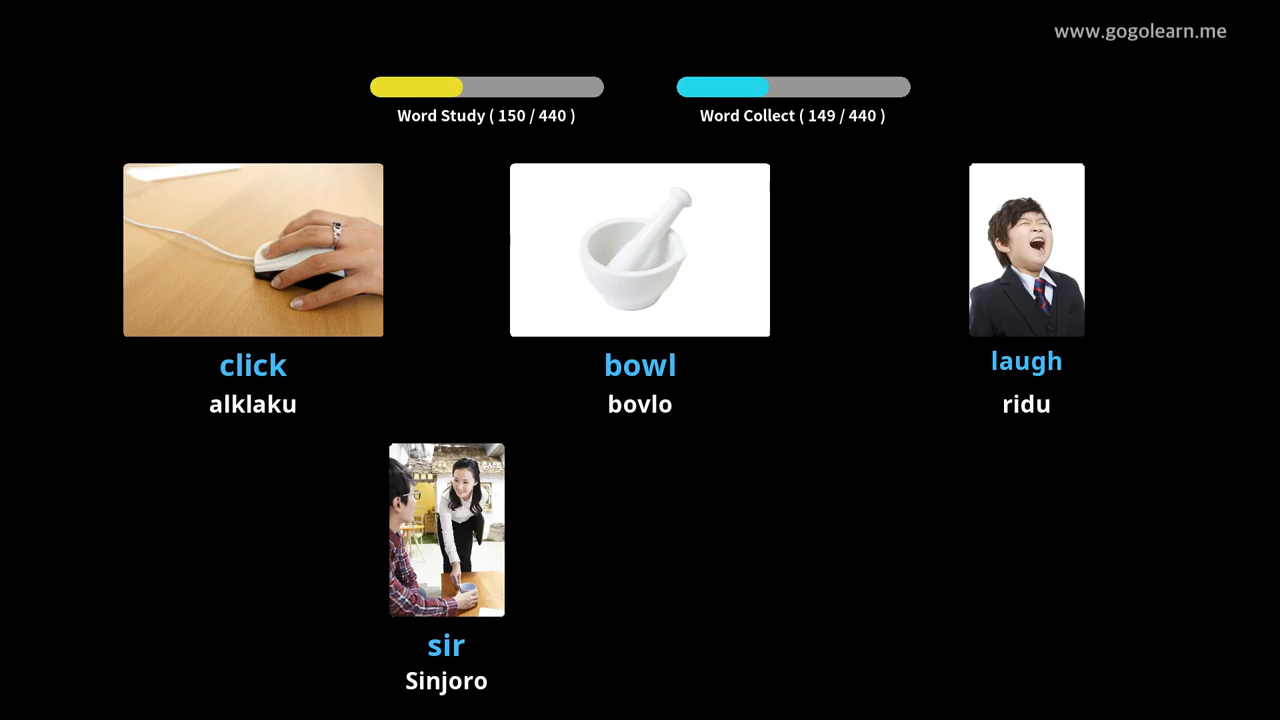 www.gogolearn.me
Word Study ( 150 / 440 )
Word Collect ( 149 / 440 )
click
alklaku
bowl
bovlo
laugh
ridu
sir
Sinjoro